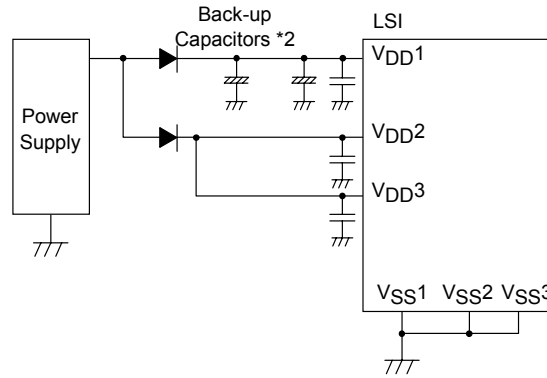 Back-up
Capacitors *2
LSI
VDD1
Power
Supply
VDD2
VDD3
VSS1
VSS2
VSS3